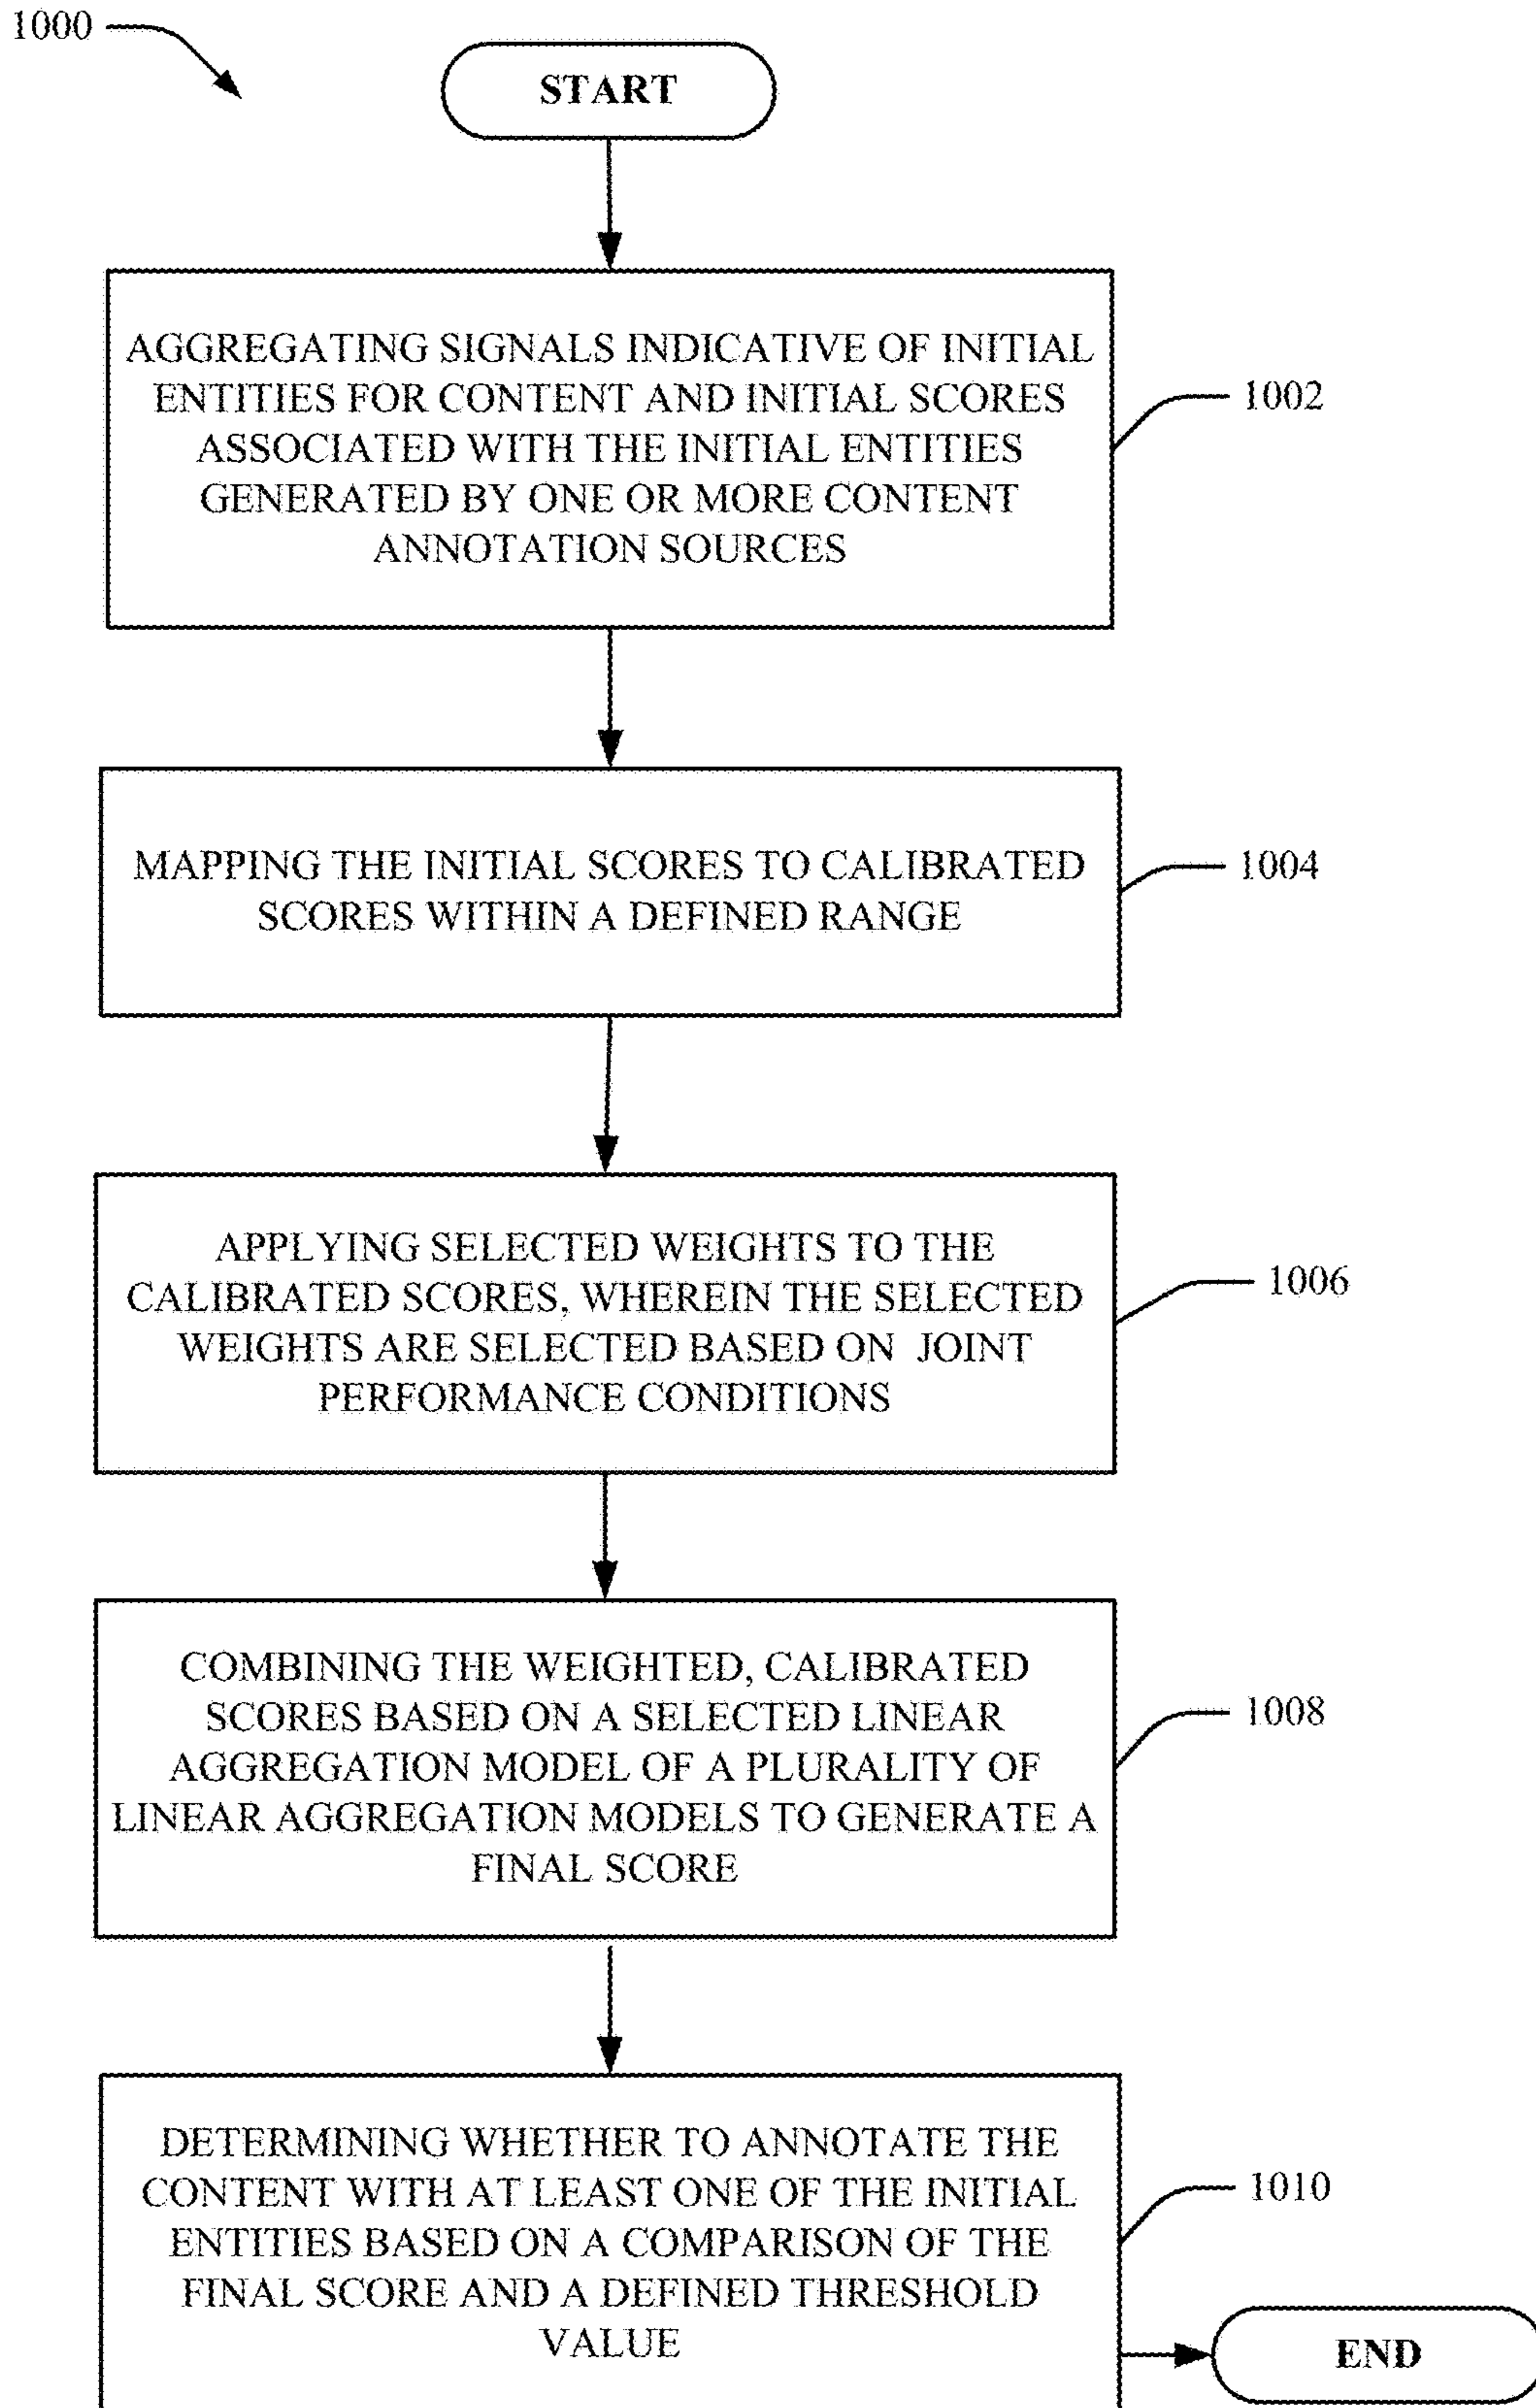 1000
START
AGGREGATING SIGNALS INDICATIVE OF INITIAL
ENTITIES FOR CONTENT AND INITIAL SCORES
ASSOCIATED WITH THE INITIAL ENTITIES
GENERATED BY ONE OR MORE CONTENT
ANNOTATION SOURCES
1002
MAPPING THE INITIAL SCORES TO CALIBRATED
SCORES WITHIN A DEFINED RANGE
1004
APPLYING SELECTED WEIGHTS TO THE
CALIBRATED SCORES, WHEREIN THE SELECTED
WEIGHTS ARE SELECTED BASED ON JOINT
PERFORMANCE CONDITIONS
1006
COMBINING THE WEIGHTED, CALIBRATED
SCORES BASED ON A SELECTED LINEAR
AGGREGATION MODEL OF A PLURALITY OF
LINEAR AGGREGATION MODELS TO GENERATE A
FINAL SCORE
1008
DETERMINING WHETHER TO ANNOTATE THE
CONTENT WITH AT LEAST ONE OF THE INITIAL
ENTITIES BASED ON A COMPARISON OF THE
FINAL SCORE AND A DEFINED THRESHOLD
VALUE
1010
END